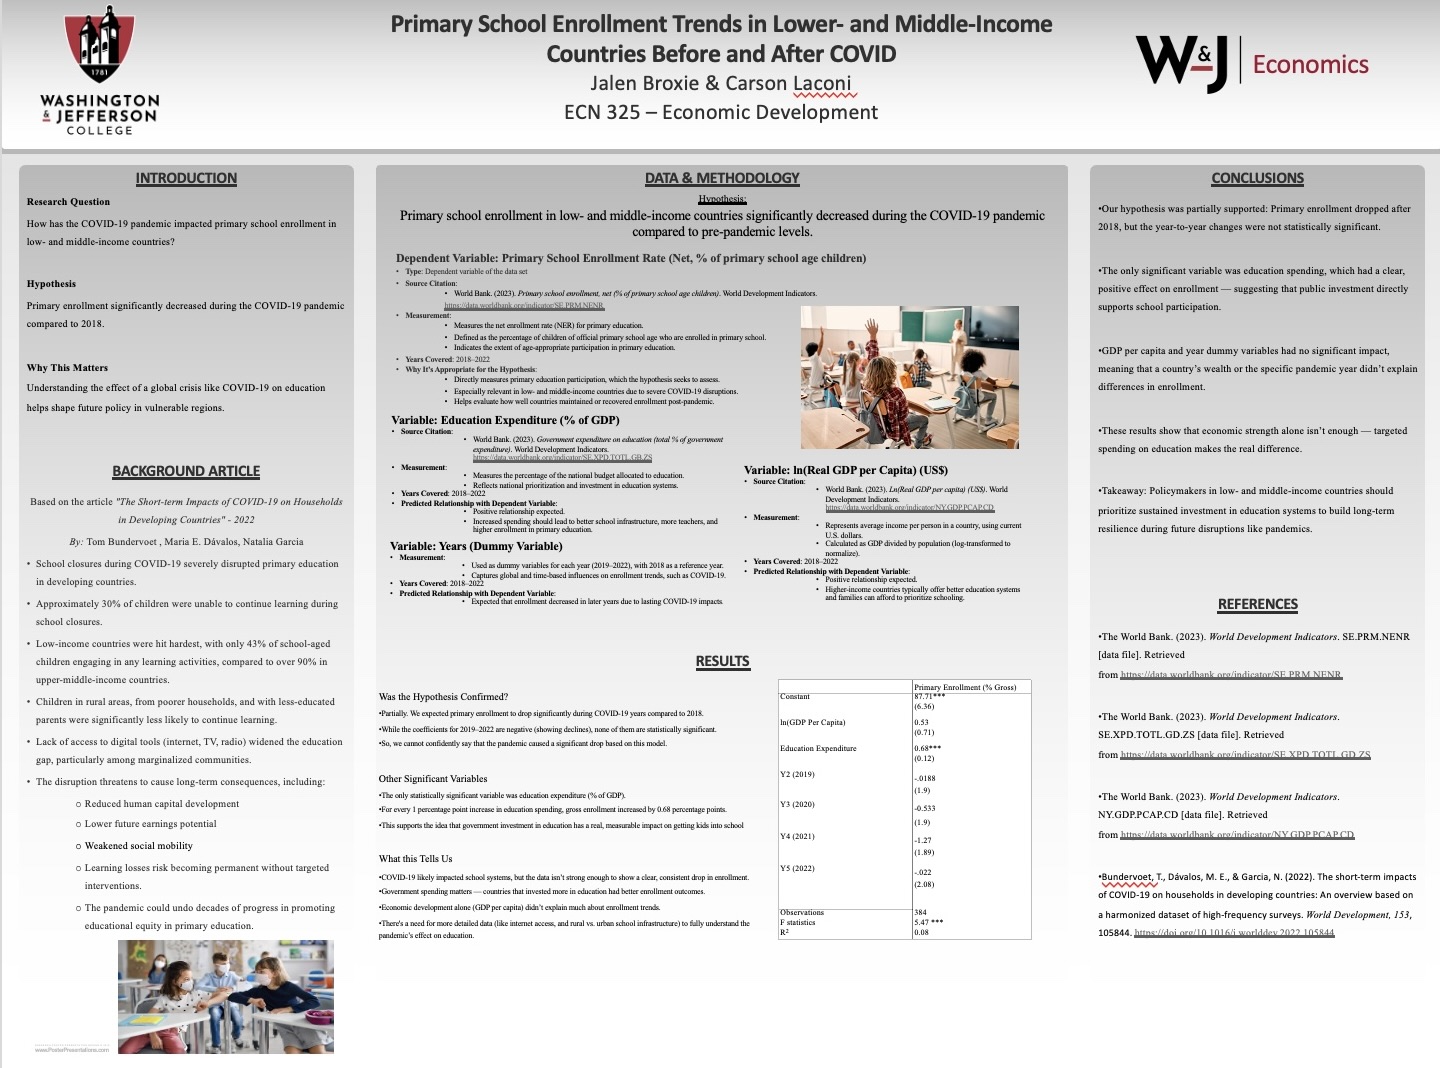 1781
WASHINGTON
& JEFFERSON
COLLEGE
Primary School Enrollment Trends in Lower- and Middle-Income
Countries Before and After COVID
Jalen Broxie & Carson Laconi
ECN 325 – Economic Development
W&J Economics
INTRODUCTION
Research Question
How has the COVID-19 pandemic impacted primary school enrollment in
low- and middle-income countries?
Hypothesis
Primary enrollment significantly decreased during the COVID-19 pandemic
compared to 2018.
Why This Matters
Understanding the effect of a global crisis like COVID-19 on education
helps shape future policy in vulnerable regions.
BACKGROUND ARTICLE
Based on the article "The Short-term Impacts of COVID-19 on Households
in Developing Countries" - 2022
By: Tom Bundervoet , Maria E. Dávalos, Natalia Garcia
• School closures during COVID-19 severely disrupted primary education
in developing countries.
• Approximately 30% of children were unable to continue learning during
school closures.
• Low-income countries were hit hardest, with only 43% of school-aged
children engaging in any learning activities, compared to over 90% in
upper-middle-income countries.
• Children in rural areas, from poorer households, and with less-educated
parents were significantly less likely to continue learning.
• Lack of access to digital tools (internet, TV, radio) widened the education
gap, particularly among marginalized communities.
• The disruption threatens to cause long-term consequences, including:
o Reduced human capital development
o Lower future earnings potential
o Weakened social mobility
o Learning losses risk becoming permanent without targeted
interventions.
o The pandemic could undo decades of progress in promoting
educational equity in primary education.
www.PosterPresentations.com
DATA & METHODOLOGY
Hypothesis:
Primary school enrollment in low- and middle-income countries significantly decreased during the COVID-19 pandemic
compared to pre-pandemic levels.
Dependent Variable: Primary School Enrollment Rate (Net, % of primary school age children)
• Type: Dependent variable of the data set
• Source Citation:
• World Bank. (2023). Primary school enrollment, net (% of primary school age children). World Development Indicators.
https://data.worldbank.org/indicator/SE.PRM.NENR
• Measurement:
• Measures the net enrollment rate (NER) for primary education.
• Defined as the percentage of children of official primary school age who are enrolled in primary school.
• Indicates the extent of age-appropriate participation in primary education.
• Years Covered: 2018–2022
• Why It's Appropriate for the Hypothesis:
• Directly measures primary education participation, which the hypothesis seeks to assess.
• Especially relevant in low- and middle-income countries due to severe COVID-19 disruptions.
• Helps evaluate how well countries maintained or recovered enrollment post-pandemic.
Variable: Education Expenditure (% of GDP)
• Source Citation:
• World Bank. (2023). Government expenditure on education (total % of government
expenditure). World Development Indicators.
https://data.worldbank.org/indicator/SE.XPD.TOTL.GB.ZS
• Measurement:
• Measures the percentage of the national budget allocated to education.
• Reflects national prioritization and investment in education systems.
• Years Covered: 2018–2022
• Predicted Relationship with Dependent Variable:
• Positive relationship expected.
• Increased spending should lead to better school infrastructure, more teachers, and
higher enrollment in primary education.
Variable: Years (Dummy Variable)
• Measurement:
• Used as dummy variables for each year (2019–2022), with 2018 as a reference year.
• Captures global and time-based influences on enrollment trends, such as COVID-19.
• Years Covered: 2018–2022
• Predicted Relationship with Dependent Variable:
• Expected that enrollment decreased in later years due to lasting COVID-19 impacts.
Variable: ln(Real GDP per Capita) (US$)
• Source Citation:
• World Bank. (2023). Ln(Real GDP per capita) (US$). World
Development Indicators.
https://data.worldbank.org/indicator/NY.GDP.PCAP.CD
• Measurement:
• Represents average income per person in a country, using current
U.S. dollars.
• Calculated as GDP divided by population (log-transformed to
normalize).
• Years Covered: 2018–2022
• Predicted Relationship with Dependent Variable:
• Positive relationship expected.
• Higher-income countries typically offer better education systems
and families can afford to prioritize schooling.
RESULTS
Was the Hypothesis Confirmed?
•Partially. We expected primary enrollment to drop significantly during COVID-19 years compared to 2018.
•While the coefficients for 2019–2022 are negative (showing declines), none of them are statistically significant.
•So, we cannot confidently say that the pandemic caused a significant drop based on this model.
Other Significant Variables
•The only statistically significant variable was education expenditure (% of GDP).
•For every 1 percentage point increase in education spending, gross enrollment increased by 0.68 percentage points.
•This supports the idea that government investment in education has a real, measurable impact on getting kids into school
What this Tells Us
•COVID-19 likely impacted school systems, but the data isn't strong enough to show a clear, consistent drop in enrollment.
•Government spending matters — countries that invested more in education had better enrollment outcomes.
•Economic development alone (GDP per capita) didn't explain much about enrollment trends.
•There's a need for more detailed data (like internet access, and rural vs. urban school infrastructure) to fully understand the
pandemic's effect on education.
Primary Enrollment (% Gross)
Constant 87.71***
(6.36)
ln(GDP Per Capita) 0.53
(0.71)
Education Expenditure 0.68***
(0.12)
Y2 (2019) -.0188
(1.9)
Y3 (2020) -0.533
(1.9)
Y4 (2021) -1.27
(1.89)
Y5 (2022) -.022
(2.08)
Observations 384
F statistics 5.47 ***
R² 0.08
CONCLUSIONS
•Our hypothesis was partially supported: Primary enrollment dropped after
2018, but the year-to-year changes were not statistically significant.
•The only significant variable was education spending, which had a clear,
positive effect on enrollment — suggesting that public investment directly
supports school participation.
•GDP per capita and year dummy variables had no significant impact,
meaning that a country's wealth or the specific pandemic year didn't explain
differences in enrollment.
•These results show that economic strength alone isn't enough — targeted
spending on education makes the real difference.
•Takeaway: Policymakers in low- and middle-income countries should
prioritize sustained investment in education systems to build long-term
resilience during future disruptions like pandemics.
REFERENCES
•The World Bank. (2023). World Development Indicators. SE.PRM.NENR
[data file]. Retrieved
from https://data.worldbank.org/indicator/SE.PRM.NENR
•The World Bank. (2023). World Development Indicators.
SE.XPD.TOTL.GD.ZS [data file]. Retrieved
from https://data.worldbank.org/indicator/SE.XPD.TOTL.GD.ZS
•The World Bank. (2023). World Development Indicators.
NY.GDP.PCAP.CD [data file]. Retrieved
from https://data.worldbank.org/indicator/NY.GDP.PCAP.CD
•Bundervoet, T., Dávalos, M. E., & Garcia, N. (2022). The short-term impacts
of COVID-19 on households in developing countries: An overview based on
a harmonized dataset of high-frequency surveys. World Development, 153,
105844. https://doi.org/10.1016/j.worlddev.2022.105844